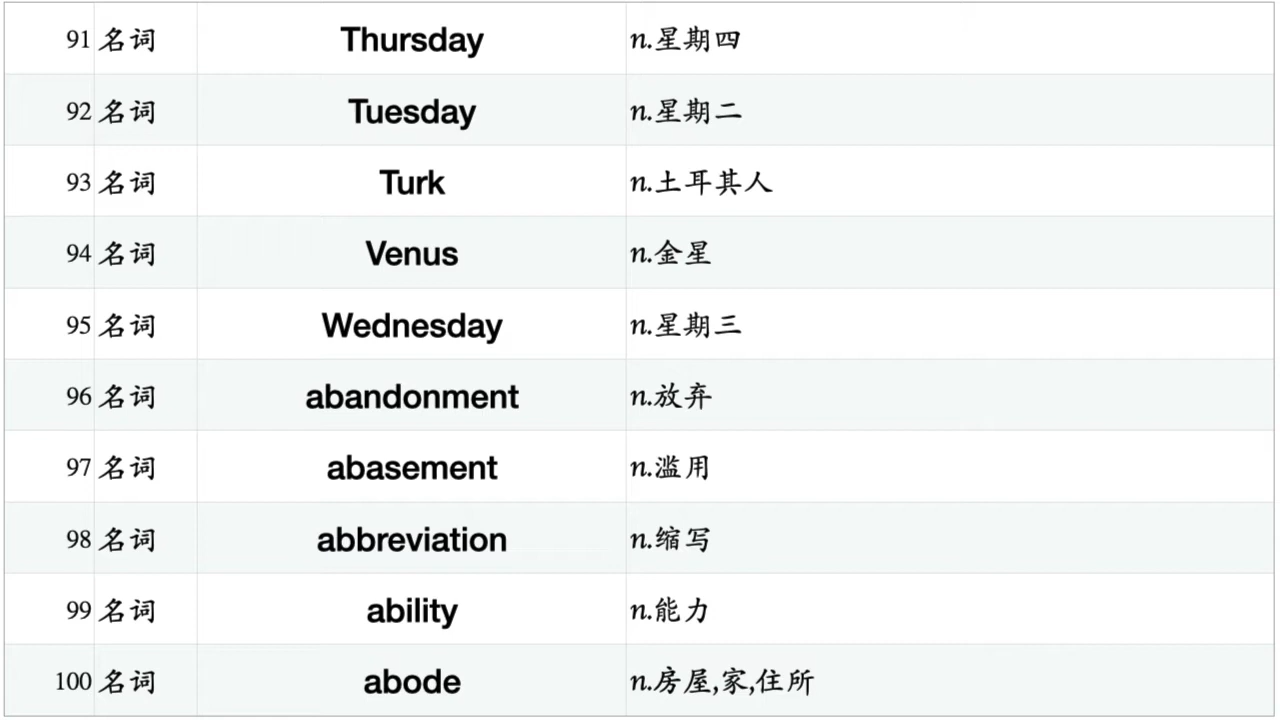 91 名词 Thursday n.星期四
92 名词 Tuesday n.星期二
93 名词 Turk n.土耳其人
94 名词 Venus n.金星
95 名词 Wednesday n.星期三
96 名词 abandonment n.放弃
97 名词 abasement n.滥用
98 名词 abbreviation n.缩写
99 名词 ability n.能力
100 名词 abode n.房屋,家,住所